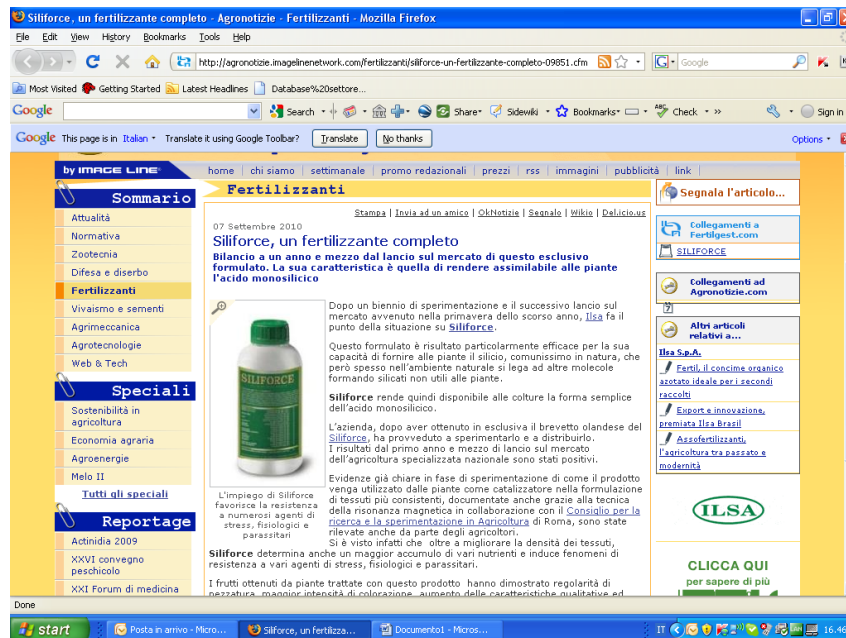 Siliforce, un fertilizzante completo - Agronotizie - Fertilizzanti - Mozilla Firefox
File Edit View History Bookmarks Tools Help
http://agronotizie.imagelinenetwork.com/fertilizzanti/siliforce-un-fertilizzante-completo-09851.cfm
Google
Most Visited Getting Started Latest Headlines Database%20settore...
Google Search Share Sidewiki Bookmarks Check Sign in
Google This page is in Italian Translate it using Google Toolbar? Translate No thanks Options
by IMAGE LINE
home | chi siamo | settimanale | promo redazionali | prezzi | rss | immagini | pubblicità | link |
Sommario
Attualità
Normativa
Zootecnia
Difesa e diserbo
Fertilizzanti
Vivaismo e sementi
Agrimeccanica
Agrotecnologie
Web & Tech
Speciali
Sostenibilità in
agricoltura
Economia agraria
Agroenergie
Melo II
Tutti gli speciali
Reportage
Actinidia 2009
XXVI convegno
peschicolo
XXI Forum di medicina
Fertilizzanti
Stampa | Invia ad un amico | OkNotizie | Segnalo | Wikio | Del.icio.us
07 Settembre 2010
Siliforce, un fertilizzante completo
Bilancio a un anno e mezzo dal lancio sul mercato di questo esclusivo
formulato. La sua caratteristica è quella di rendere assimilabile alle piante
l'acido monosilicico
SILIFORCE
L'impiego di Siliforce
favorisce la resistenza
a numerosi agenti di
stress, fisiologici e
parassitari
Dopo un biennio di sperimentazione e il successivo lancio sul
mercato avvenuto nella primavera dello scorso anno, Ilsa fa il
punto della situazione su Siliforce.
Questo formulato è risultato particolarmente efficace per la sua
capacità di fornire alle piante il silicio, comunissimo in natura, che
però spesso nell'ambiente naturale si lega ad altre molecole
formando silicati non utili alle piante.
Siliforce rende quindi disponibile alle colture la forma semplice
dell'acido monosilicico.
L'azienda, dopo aver ottenuto in esclusiva il brevetto olandese del
Siliforce, ha provveduto a sperimentarlo e a distribuirlo.
I risultati dal primo anno e mezzo di lancio sul mercato
dell'agricoltura specializzata nazionale sono stati positivi.
Evidenze già chiare in fase di sperimentazione di come il prodotto
venga utilizzato dalle piante come catalizzatore nella formulazione
di tessuti più consistenti, documentate anche grazie alla tecnica
della risonanza magnetica in collaborazione con il Consiglio per la
ricerca e la sperimentazione in Agricoltura di Roma, sono state
rilevate anche da parte degli agricoltori.
Si è visto infatti che oltre a migliorare la densità dei tessuti,
Siliforce determina anche un maggior accumulo di vari nutrienti e induce fenomeni di
resistenza a vari agenti di stress, fisiologici e parassitari.
I frutti ottenuti da piante trattate con questo prodotto hanno dimostrato regolarità di
pezzatura, maggior intensità di colorazione, aumento delle caratteristiche qualitative ed
Segnala l'articolo...
Collegamenti a
Fertilgest.com
SILIFORCE
Collegamenti ad
Agronotizie.com
Altri articoli
relativi a...
Ilsa S.p.A.
Fertil, il concime organico
azotato ideale per i secondi
raccolti
Export e innovazione,
premiata Ilsa Brasil
Assofertilizzanti,
l'agricoltura tra passato e
modernità
ILSA
CLICCA QUI
per sapere di più
Done
start Posta in arrivo - Micro... Siliforce, un fertilizza... Documento1 - Micros... IT 16.46